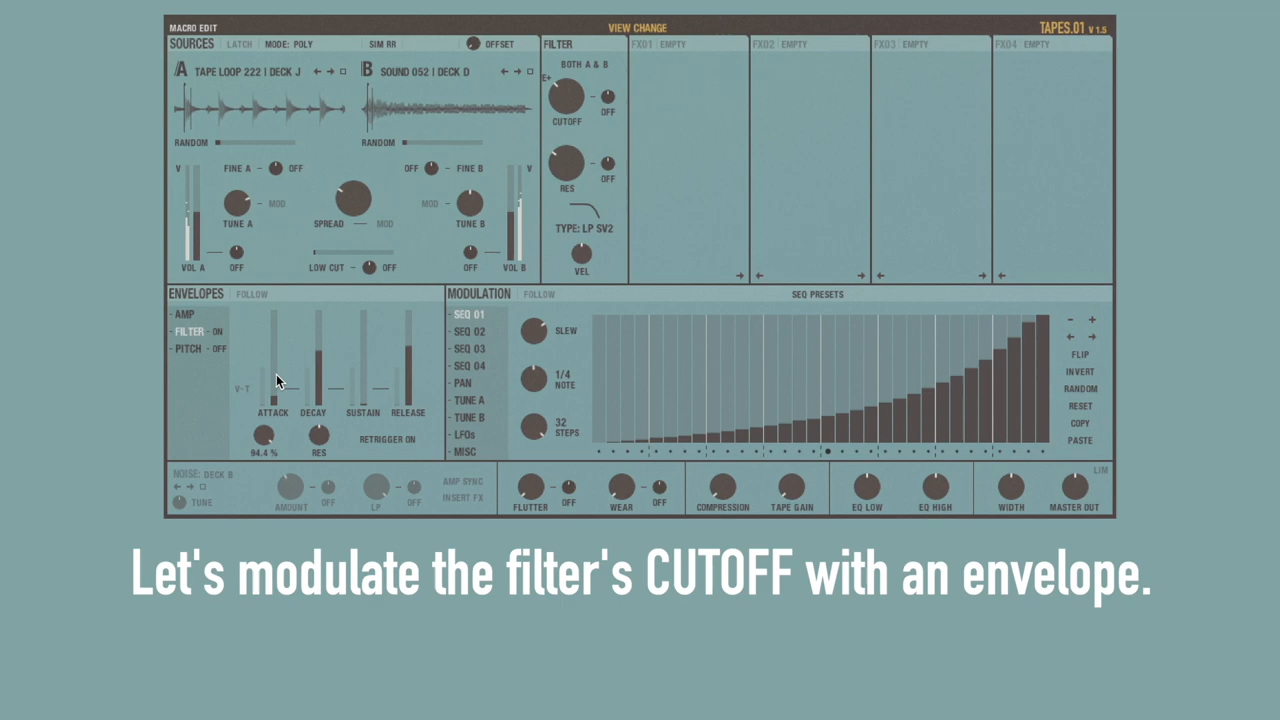 MACRO EDIT
VIEW CHANGE
TAPES.01 V 1.5
SOURCES LATCH MODE: POLY SIM RR OFFSET
FILTER
FX01 EMPTY
FX02 EMPTY
FX03 EMPTY
FX04 EMPTY
A TAPE LOOP 222 | DECK J
B SOUND 052 | DECK D
BOTH A & B
E+
CUTOFF
OFF
RANDOM
RANDOM
V
FINE A
OFF
OFF
FINE B
V
RES
OFF
MOD
TUNE A
SPREAD
MOD
MOD
TUNE B
TYPE: LP SV2
VEL
VOL A
OFF
LOW CUT
OFF
OFF
VOL B
ENVELOPES FOLLOW
- AMP
- FILTER - ON
- PITCH - OFF
V-T
ATTACK
DECAY
SUSTAIN
RELEASE
94.4 %
RES
RETRIGGER ON
MODULATION FOLLOW
SEQ PRESETS
- SEQ 01
- SEQ 02
- SEQ 03
- SEQ 04
- PAN
- TUNE A
- TUNE B
- LFOs
- MISC
SLEW
1/4
NOTE
32
STEPS
- +
FLIP
INVERT
RANDOM
RESET
COPY
PASTE
NOISE: DECK B
TUNE
AMOUNT
OFF
LP
OFF
AMP SYNC
INSERT FX
FLUTTER
OFF
WEAR
OFF
COMPRESSION
TAPE GAIN
EQ LOW
EQ HIGH
WIDTH
MASTER OUT
LIM
Let's modulate the filter's CUTOFF with an envelope.